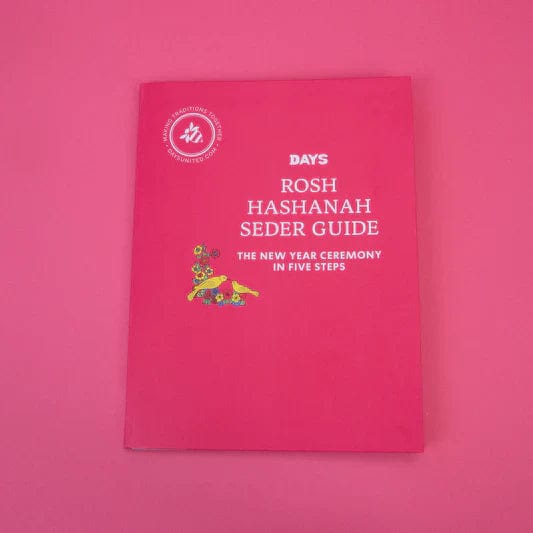 • MAKING TRADITIONS TOGETHER •
DAYSUNITED.COM
DAYS
ROSH
HASHANAH
SEDER GUIDE
THE NEW YEAR CEREMONY
IN FIVE STEPS